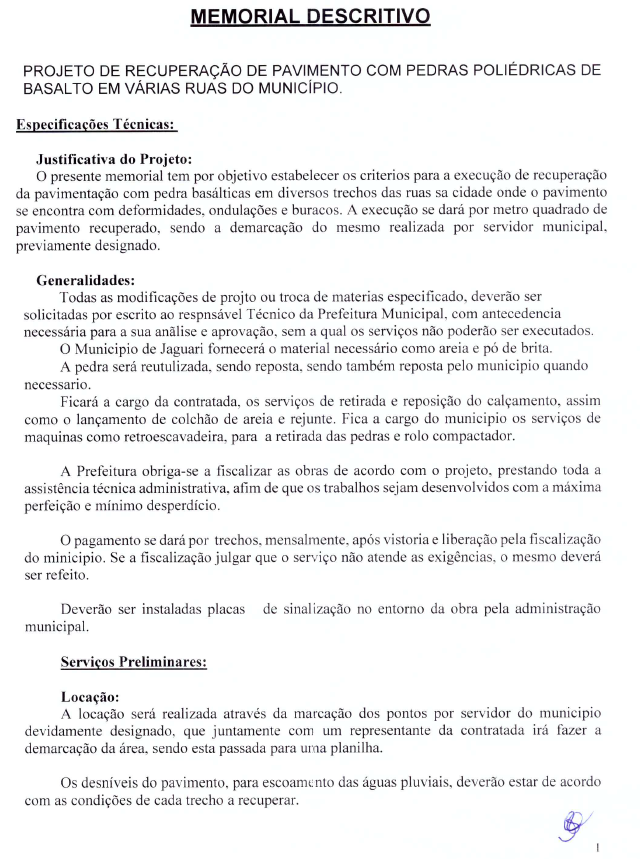 MEMORIAL DESCRITIVO
PROJETO DE RECUPERAÇÃO DE PAVIMENTO COM PEDRAS POLIÉDRICAS DE
BASALTO EM VÁRIAS RUAS DO MUNICÍPIO.
Especificações Técnicas:
Justificativa do Projeto:
O presente memorial tem por objetivo estabelecer os criterios para a execução de recuperação
da pavimentação com pedra basálticas em diversos trechos das ruas sa cidade onde o pavimento
se encontra com deformidades, ondulações e buracos. A execução se dará por metro quadrado de
pavimento recuperado, sendo a demarcação do mesmo realizada por servidor municipal,
previamente designado.
Generalidades:
Todas as modificações de projto ou troca de materias especificado, deverão ser
solicitadas por escrito ao respnsável Técnico da Prefeitura Municipal, com antecedencia
necessária para a sua anãlise e aprovação, sem a qual os serviços não poderão ser executados.
O Municipio de Jaguari fornecerá o material necessário como areia e pó de brita.
A pedra será reutulizada, sendo reposta, sendo também reposta pelo municipio quando
necessario.
Ficará a cargo da contratada, os serviços de retirada e reposição do calçamento, assim
como o lançamento de colchão de areia e rejunte. Fica a cargo do municipio os serviços de
maquinas como retroescavadeira, para a retirada das pedras e rolo compactador.
A Prefeitura obriga-se a fiscalizar as obras de acordo com o projeto, prestando toda a
assistência técnica administrativa, afim de que os trabalhos sejam desenvolvidos com a máxima
perfeição e mínimo desperdício.
O pagamento se dará por trechos, mensalmente, após vistoria e liberação pela fiscalização
do minicipio. Se a fiscalização julgar que o serviço não atende as exigências, o mesmo deverá
ser refeito.
Deverão ser instaladas placas de sinalização no entorno da obra pela administração
municipal.
Serviços Preliminares:
Locação:
A locação será realizada através da marcação dos pontos por servidor do municipio
devidamente designado, que juntamente com um representante da contratada irá fazer a
demarcação da área, sendo esta passada para uma planilha.
Os desníveis do pavimento, para escoamento das águas pluviais, deverão estar de acordo
com as condições de cada trecho a recuperar.
1